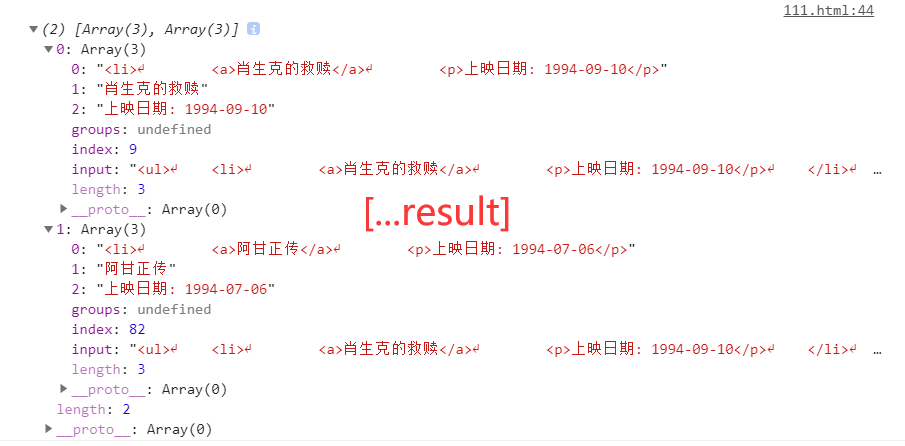 111.html:44
▼(2) [Array(3), Array(3)] i
▼0: Array(3)
0: "<li>↵        <a>肖生克的救赎</a>↵        <p>上映日期: 1994-09-10</p>"
1: "肖生克的救赎"
2: "上映日期: 1994-09-10"
groups: undefined
index: 9
input: "<ul>↵    <li>↵        <a>肖生克的救赎</a>↵        <p>上映日期: 1994-09-10</p>↵    </li>↵ …
length: 3
▶__proto__: Array(0)
[...result]
▼1: Array(3)
0: "<li>↵        <a>阿甘正传</a>↵        <p>上映日期: 1994-07-06</p>"
1: "阿甘正传"
2: "上映日期: 1994-07-06"
groups: undefined
index: 82
input: "<ul>↵    <li>↵        <a>肖生克的救赎</a>↵        <p>上映日期: 1994-09-10</p>↵    </li>↵ …
length: 3
▶__proto__: Array(0)
length: 2
▶__proto__: Array(0)